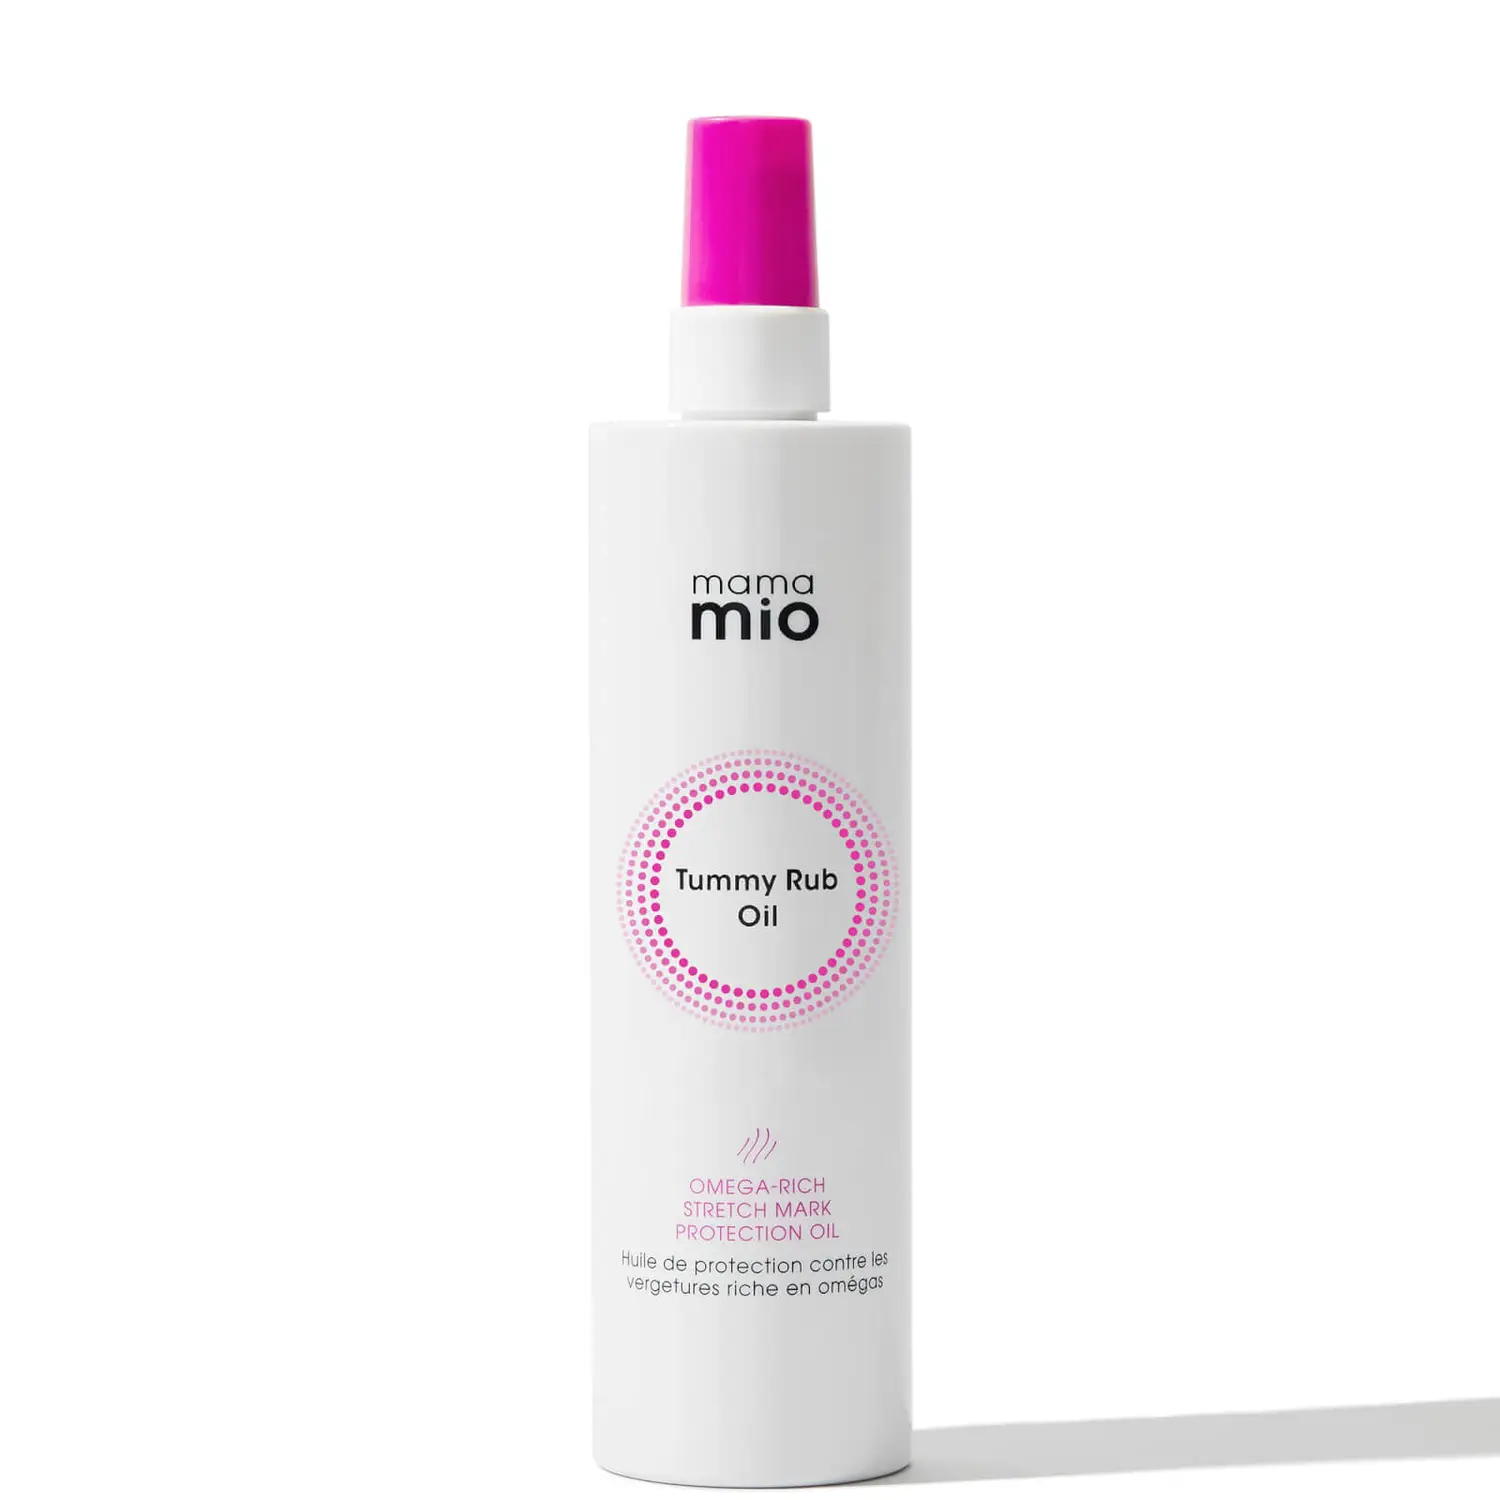 mama
mio
Tummy Rub
Oil
OMEGA-RICH
STRETCH MARK
PROTECTION OIL
Huile de protection contre les
vergetures riche en omégas